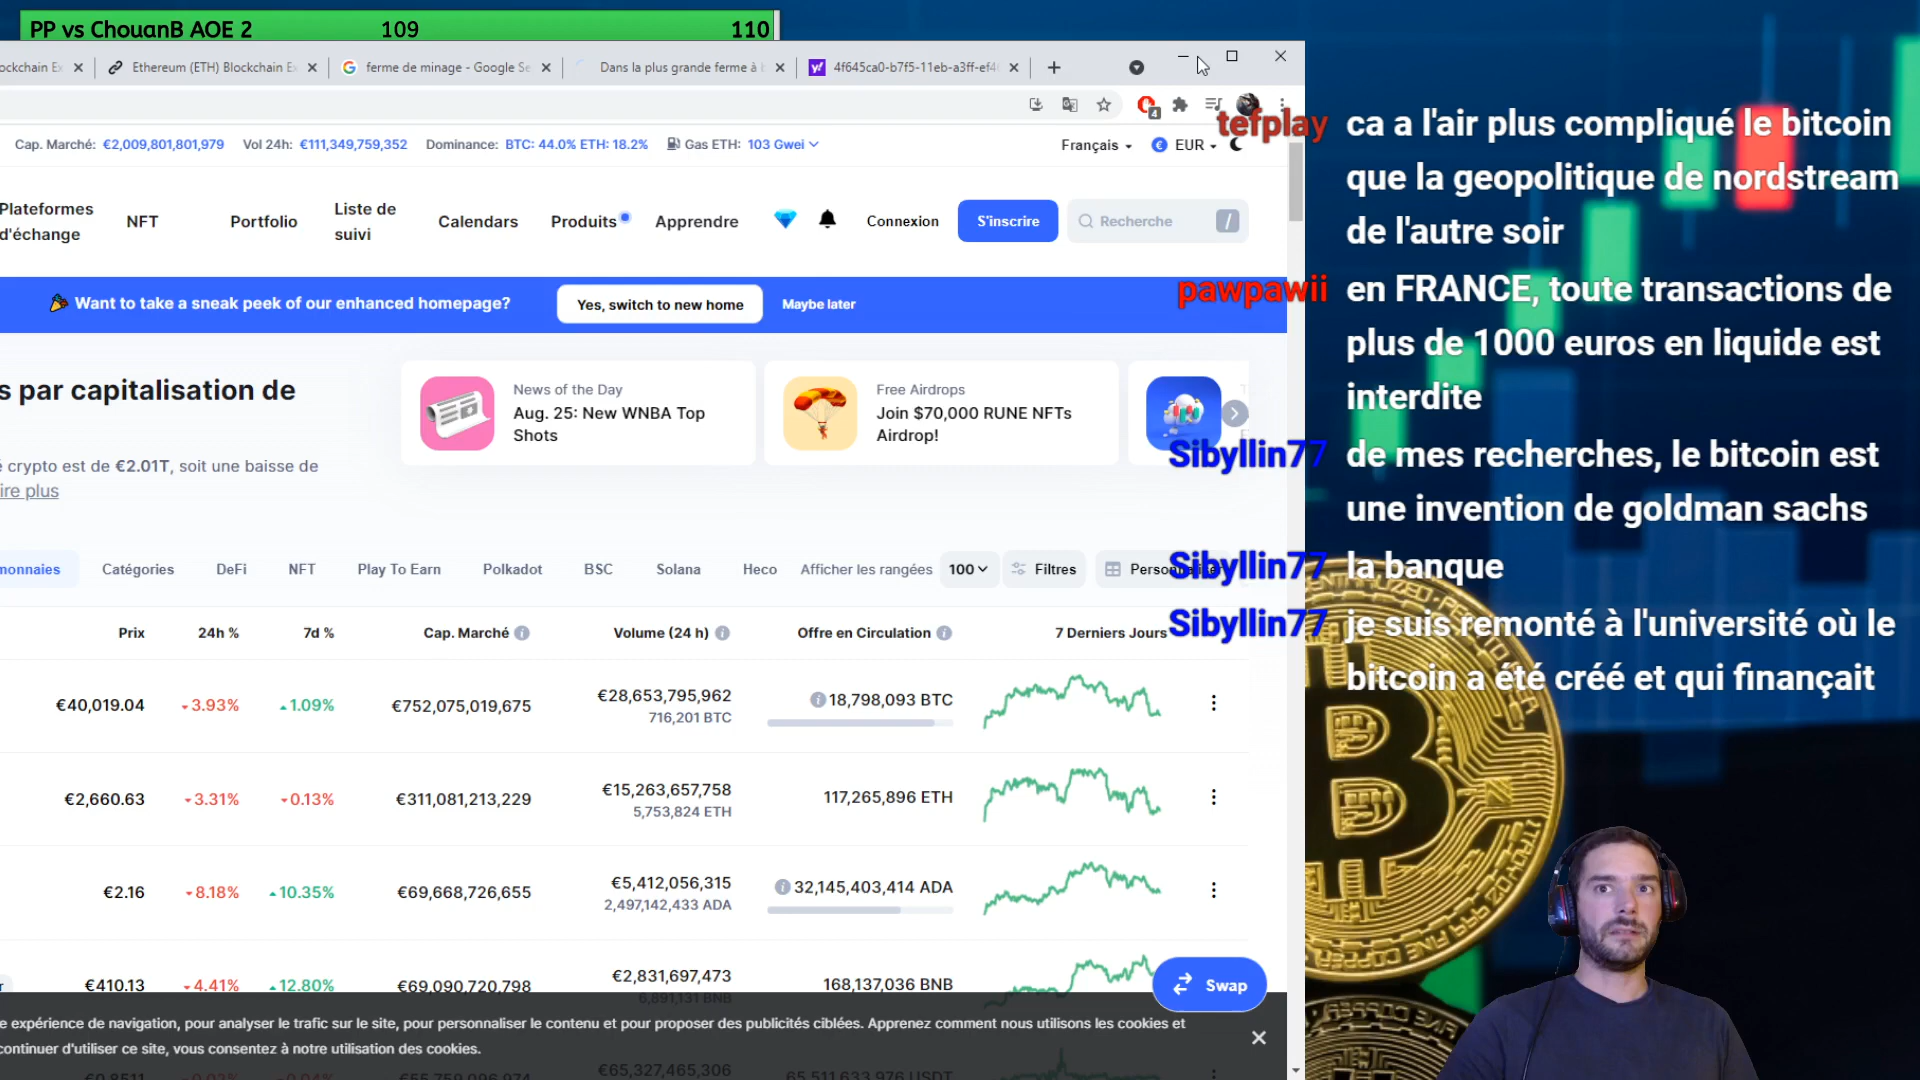 PP vs ChouanB AOE 2 109 110
ockchain Ex
Ethereum (ETH) Blockchain Ex
ferme de minage - Google Se
Dans la plus grande ferme à b
4f645ca0-b7f5-11eb-a3ff-ef4
4
Cap. Marché: €2,009,801,801,979 Vol 24h: €111,349,759,352 Dominance: BTC: 44.0% ETH: 18.2% Gas ETH: 103 Gwei
Français EUR
Plateformes
d'échange
NFT
Portfolio
Liste de
suivi
Calendars
Produits
Apprendre
Connexion
S'inscrire
Recherche /
Want to take a sneak peek of our enhanced homepage?
Yes, switch to new home
Maybe later
s par capitalisation de
é crypto est de €2.01T, soit une baisse de
ire plus
News of the Day
Aug. 25: New WNBA Top
Shots
Free Airdrops
Join $70,000 RUNE NFTs
Airdrop!
monnaies Catégories DeFi NFT Play To Earn Polkadot BSC Solana Heco Afficher les rangées 100 Filtres Personnaliser
Prix 24h % 7d % Cap. Marché Volume (24 h) Offre en Circulation 7 Derniers Jours
€40,019.04 3.93% 1.09% €752,075,019,675 €28,653,795,962 18,798,093 BTC
716,201 BTC
€2,660.63 3.31% 0.13% €311,081,213,229 €15,263,657,758 117,265,896 ETH
5,753,824 ETH
€2.16 8.18% 10.35% €69,668,726,655 €5,412,056,315 32,145,403,414 ADA
2,497,142,433 ADA
€410.13 4.41% 12.80% €69,090,720,798 €2,831,697,473 168,137,036 BNB
6,891,131 BNB
Swap
e expérience de navigation, pour analyser le trafic sur le site, pour personnaliser le contenu et pour proposer des publicités ciblées. Apprenez comment nous utilisons les cookies et
continuer d'utiliser ce site, vous consentez à notre utilisation des cookies.
€65,327,465,306
tefplay ca a l'air plus compliqué le bitcoin
que la geopolitique de nordstream
de l'autre soir
pawpawii en FRANCE, toute transactions de
plus de 1000 euros en liquide est
interdite
Sibyllin77 de mes recherches, le bitcoin est
une invention de goldman sachs
Sibyllin77 la banque
Sibyllin77 je suis remonté à l'université où le
bitcoin a été créé et qui finançait